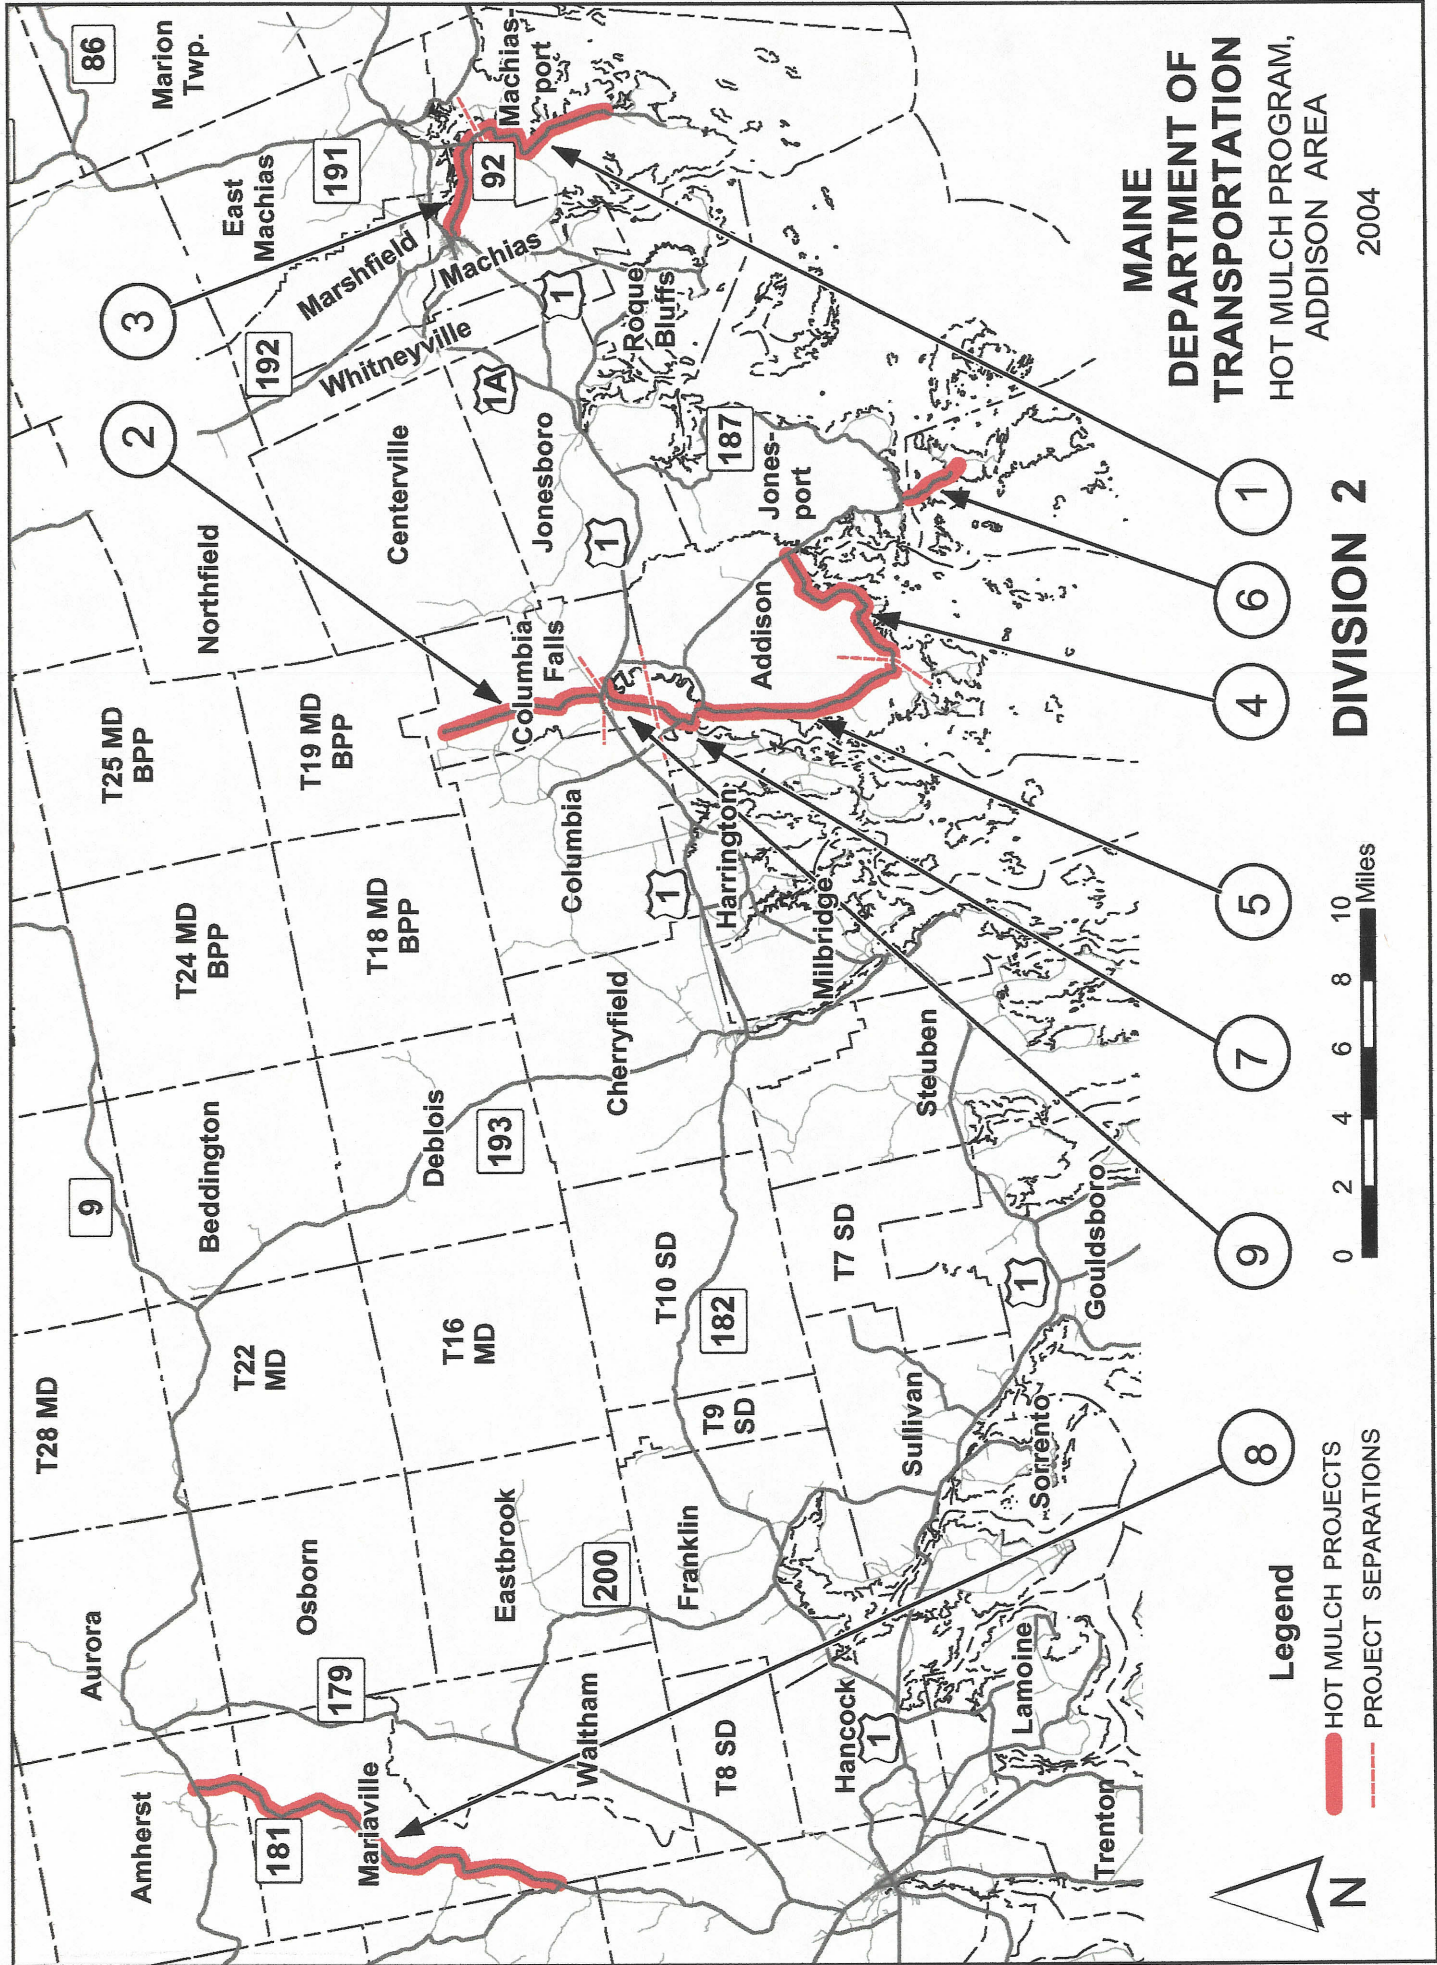 MAINE
DEPARTMENT OF
TRANSPORTATION
HOT MULCH PROGRAM,
ADDISON AREA
2004
DIVISION 2
86
Marion
Twp.
Machias-
port
191
East
Machias
92
3
Marshfield
Machias
192
Whitneyville
1
Roque
Bluffs
1A
2
Centerville
Jonesboro
187
Jones-
port
Northfield
1
Columbia
Falls
Addison
T25 MD
BPP
T19 MD
BPP
Columbia
1
Harrington
Milbridge
T24 MD
BPP
T18 MD
BPP
Cherryfield
Steuben
9
Beddington
Deblois
193
T10 SD
182
T7 SD
1
Gouldsboro
T28 MD
T22
MD
T16
MD
T9
SD
Sullivan
Sorrento
Aurora
Osborn
Eastbrook
200
Franklin
179
Waltham
T8 SD
Hancock
1
Lamoine
Amherst
181
Mariaville
Trenton
8
9
7
5
4
6
1
0 2 4 6 8 10
Miles
Legend
HOT MULCH PROJECTS
PROJECT SEPARATIONS
N